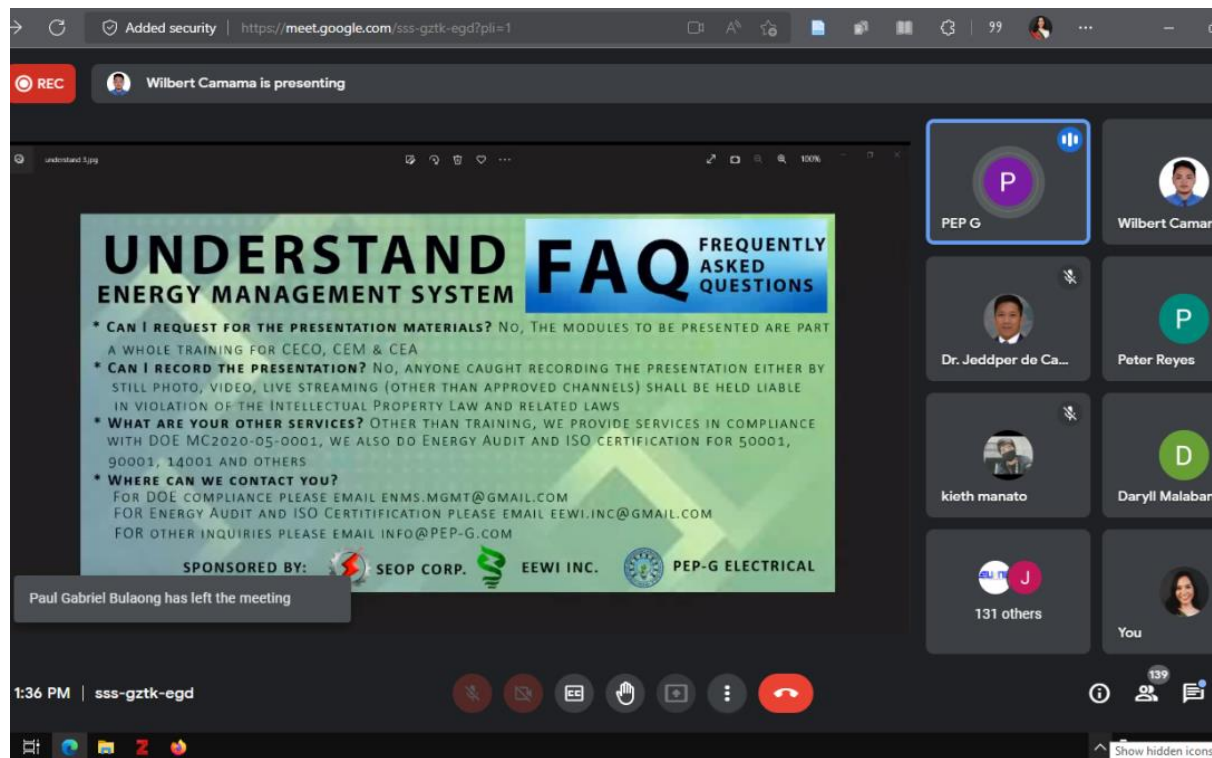 Added security | https://meet.google.com/sss-gztk-egd?pli=1
REC
Wilbert Camama is presenting
understand 3.jpg
100%
UNDERSTAND
ENERGY MANAGEMENT SYSTEM
FAQ
FREQUENTLY
ASKED
QUESTIONS
* CAN I REQUEST FOR THE PRESENTATION MATERIALS? NO, THE MODULES TO BE PRESENTED ARE PART
A WHOLE TRAINING FOR CECO, CEM & CEA
* CAN I RECORD THE PRESENTATION? NO, ANYONE CAUGHT RECORDING THE PRESENTATION EITHER BY
STILL PHOTO, VIDEO, LIVE STREAMING (OTHER THAN APPROVED CHANNELS) SHALL BE HELD LIABLE
IN VIOLATION OF THE INTELLECTUAL PROPERTY LAW AND RELATED LAWS
* WHAT ARE YOUR OTHER SERVICES? OTHER THAN TRAINING, WE PROVIDE SERVICES IN COMPLIANCE
WITH DOE MC2020-05-0001, WE ALSO DO ENERGY AUDIT AND ISO CERTIFICATION FOR 50001,
90001, 14001 AND OTHERS
* WHERE CAN WE CONTACT YOU?
FOR DOE COMPLIANCE PLEASE EMAIL ENMS.MGMT@GMAIL.COM
FOR ENERGY AUDIT AND ISO CERTITIFICATION PLEASE EMAIL EEWI.INC@GMAIL.COM
FOR OTHER INQUIRIES PLEASE EMAIL INFO@PEP-G.COM
SPONSORED BY: SEOP CORP. EEWI INC. PEP-G ELECTRICAL
Paul Gabriel Bulaong has left the meeting
P
PEP G
Wilbert Camar
Dr. Jeddper de Ca...
P
Peter Reyes
kieth manato
D
Daryll Malabar
J
131 others
You
1:36 PM | sss-gztk-egd
139
Show hidden icons